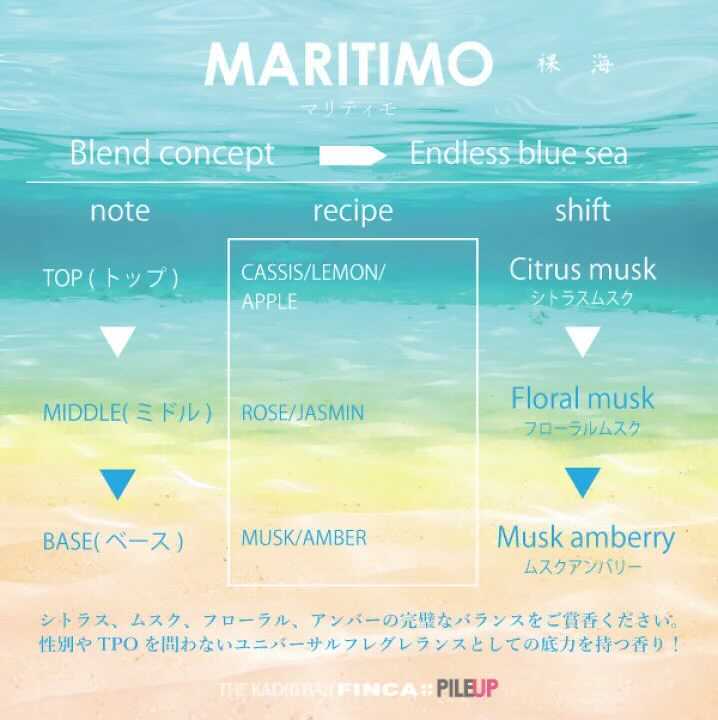 MARITIMO 裸 海
マリティモ
Blend concept Endless blue sea
note recipe shift
TOP (トップ) CASSIS/LEMON/ Citrus musk
APPLE シトラスムスク
MIDDLE(ミドル) ROSE/JASMIN Floral musk
フローラルムスク
BASE(ベース) MUSK/AMBER Musk amberry
ムスクアンバリー
シトラス、ムスク、フローラル、アンバーの完璧なバランスをご賞香ください。
性別やTPOを問わないユニバーサルフレグレランスとしての底力を持つ香り！
THE FINCA:: PILEUP